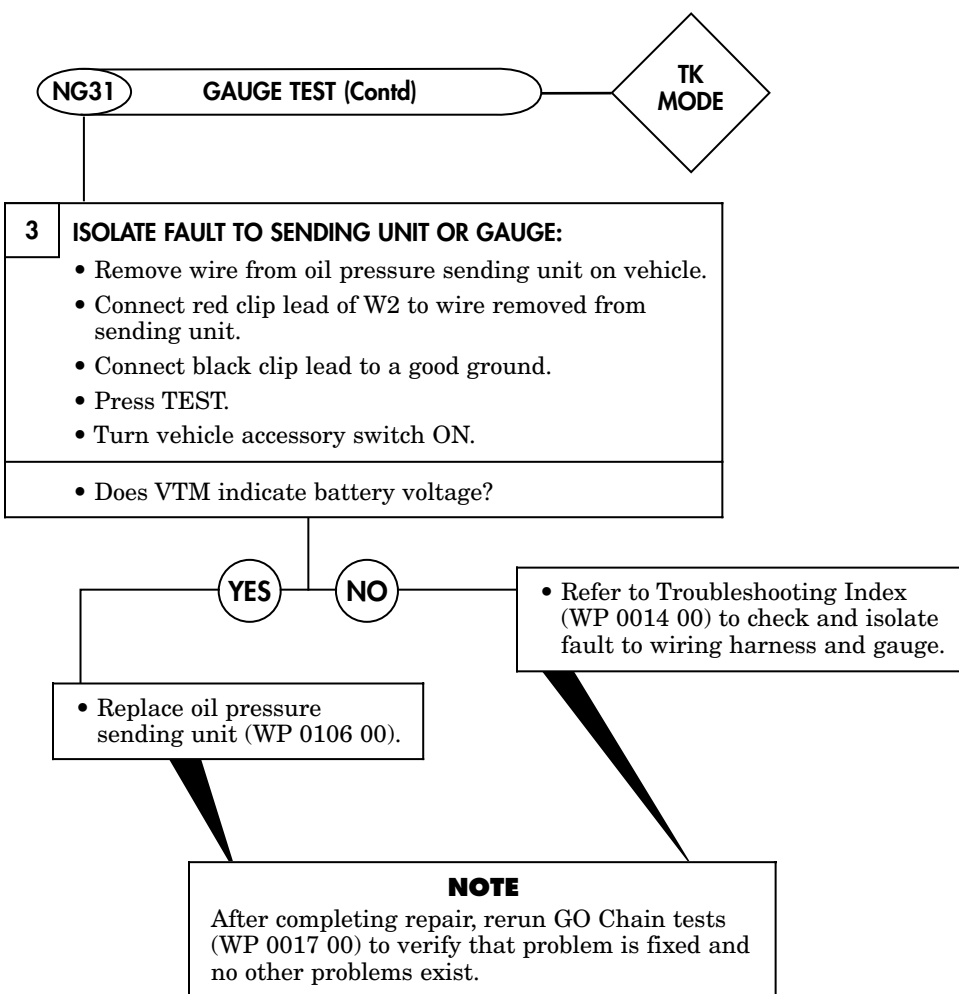 NG31
GAUGE TEST (Contd)
TK
MODE
3
ISOLATE FAULT TO SENDING UNIT OR GAUGE:
• Remove wire from oil pressure sending unit on vehicle.
• Connect red clip lead of W2 to wire removed from
sending unit.
• Connect black clip lead to a good ground.
• Press TEST.
• Turn vehicle accessory switch ON.
• Does VTM indicate battery voltage?
YES
NO
• Refer to Troubleshooting Index
(WP 0014 00) to check and isolate
fault to wiring harness and gauge.
• Replace oil pressure
sending unit (WP 0106 00).
NOTE
After completing repair, rerun GO Chain tests
(WP 0017 00) to verify that problem is fixed and
no other problems exist.